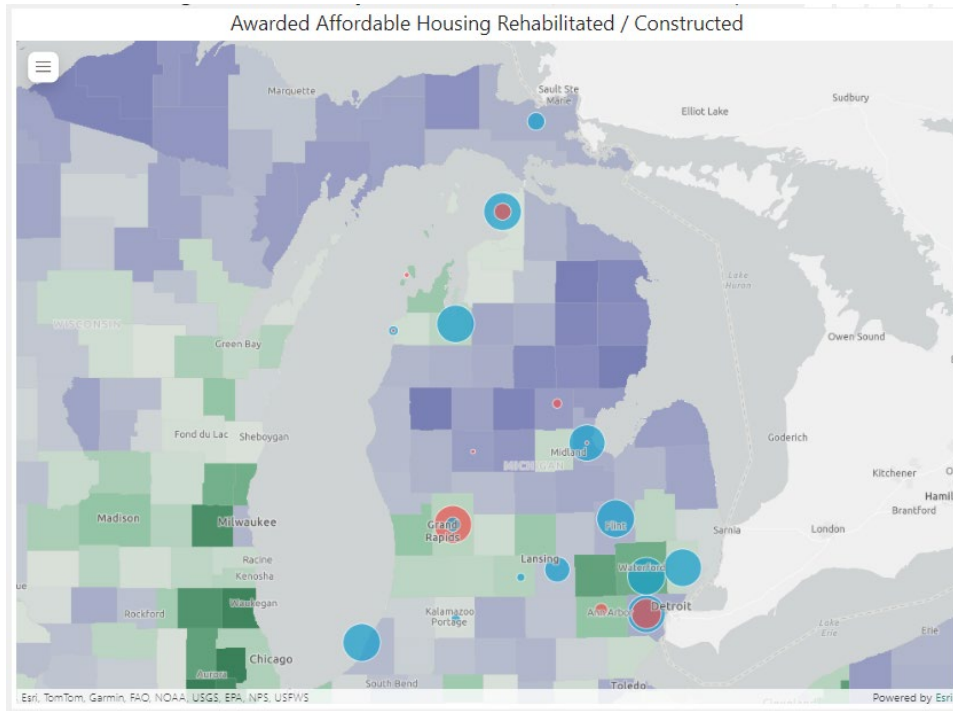 Awarded Affordable Housing Rehabilitated / Constructed
Marquette
Sault Ste
Marie
Elliot Lake
Sudbury
Lake
Huron
WISCONSIN
Green Bay
Owen Sound
Fond du Lac
Sheboygan
Midland
MICHIGAN
Goderich
Kitchener
Hamil
Brantford
Madison
Milwaukee
Grand
Rapids
Flint
Sarnia
London
Racine
Kenosha
Lansing
Waterford
ue
Rockford
Waukegan
Kalamazoo
Portage
Detroit
Chicago
Lake
Erie
Erie
Aurora
South Bend
Toledo
Cleveland
Esri, TomTom, Garmin, FAO, NOAA, USGS, EPA, NPS, USFWS
Powered by Esri